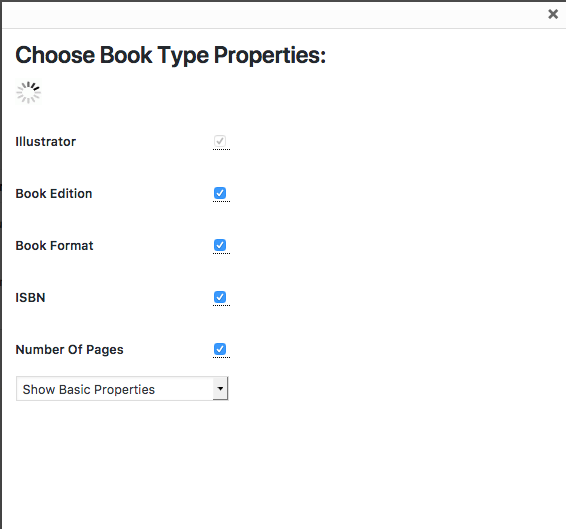 Choose Book Type Properties:
Illustrator
Book Edition
Book Format
ISBN
Number Of Pages
Show Basic Properties